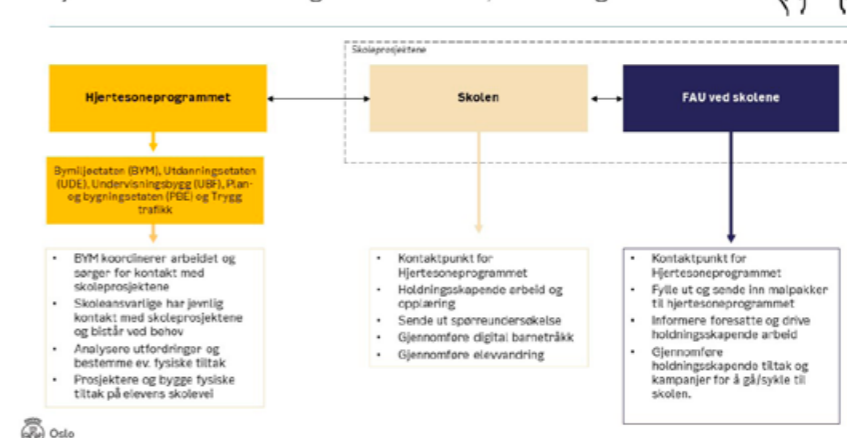 Skoleprosjektene
Hjertesoneprogrammet
Skolen
FAU ved skolene
Bymiljøetaten (BYM), Utdanningsetaten
(UDE), Undervisningsbygg (UBF), Plan-
og bygningsetaten (PBE) og Trygg
trafikk
• BYM koordinerer arbeidet og
sørger for kontakt med
skoleprosjektene
• Skoleansvarlige har jevnlig
kontakt med skoleprosjektene
og bistår ved behov
• Analysere utfordringer og
bestemme ev. fysiske tiltak
• Prosjektere og bygge fysiske
tiltak på elevens skolevei
• Kontaktpunkt for
Hjertesoneprogrammet
• Holdningsskapende arbeid og
opplæring
• Sende ut spørreundersøkelse
• Gjennomføre digital barnetråkk
• Gjennomføre elevvandring
• Kontaktpunkt for
Hjertesoneprogrammet
• Fylle ut og sende inn malpakker
til hjertesoneprogrammet
• Informere foresatte og drive
holdningsskapende arbeid
• Gjennomføre
holdningsskapende tiltak og
kampanjer for å gå/sykle til
skolen.
Oslo